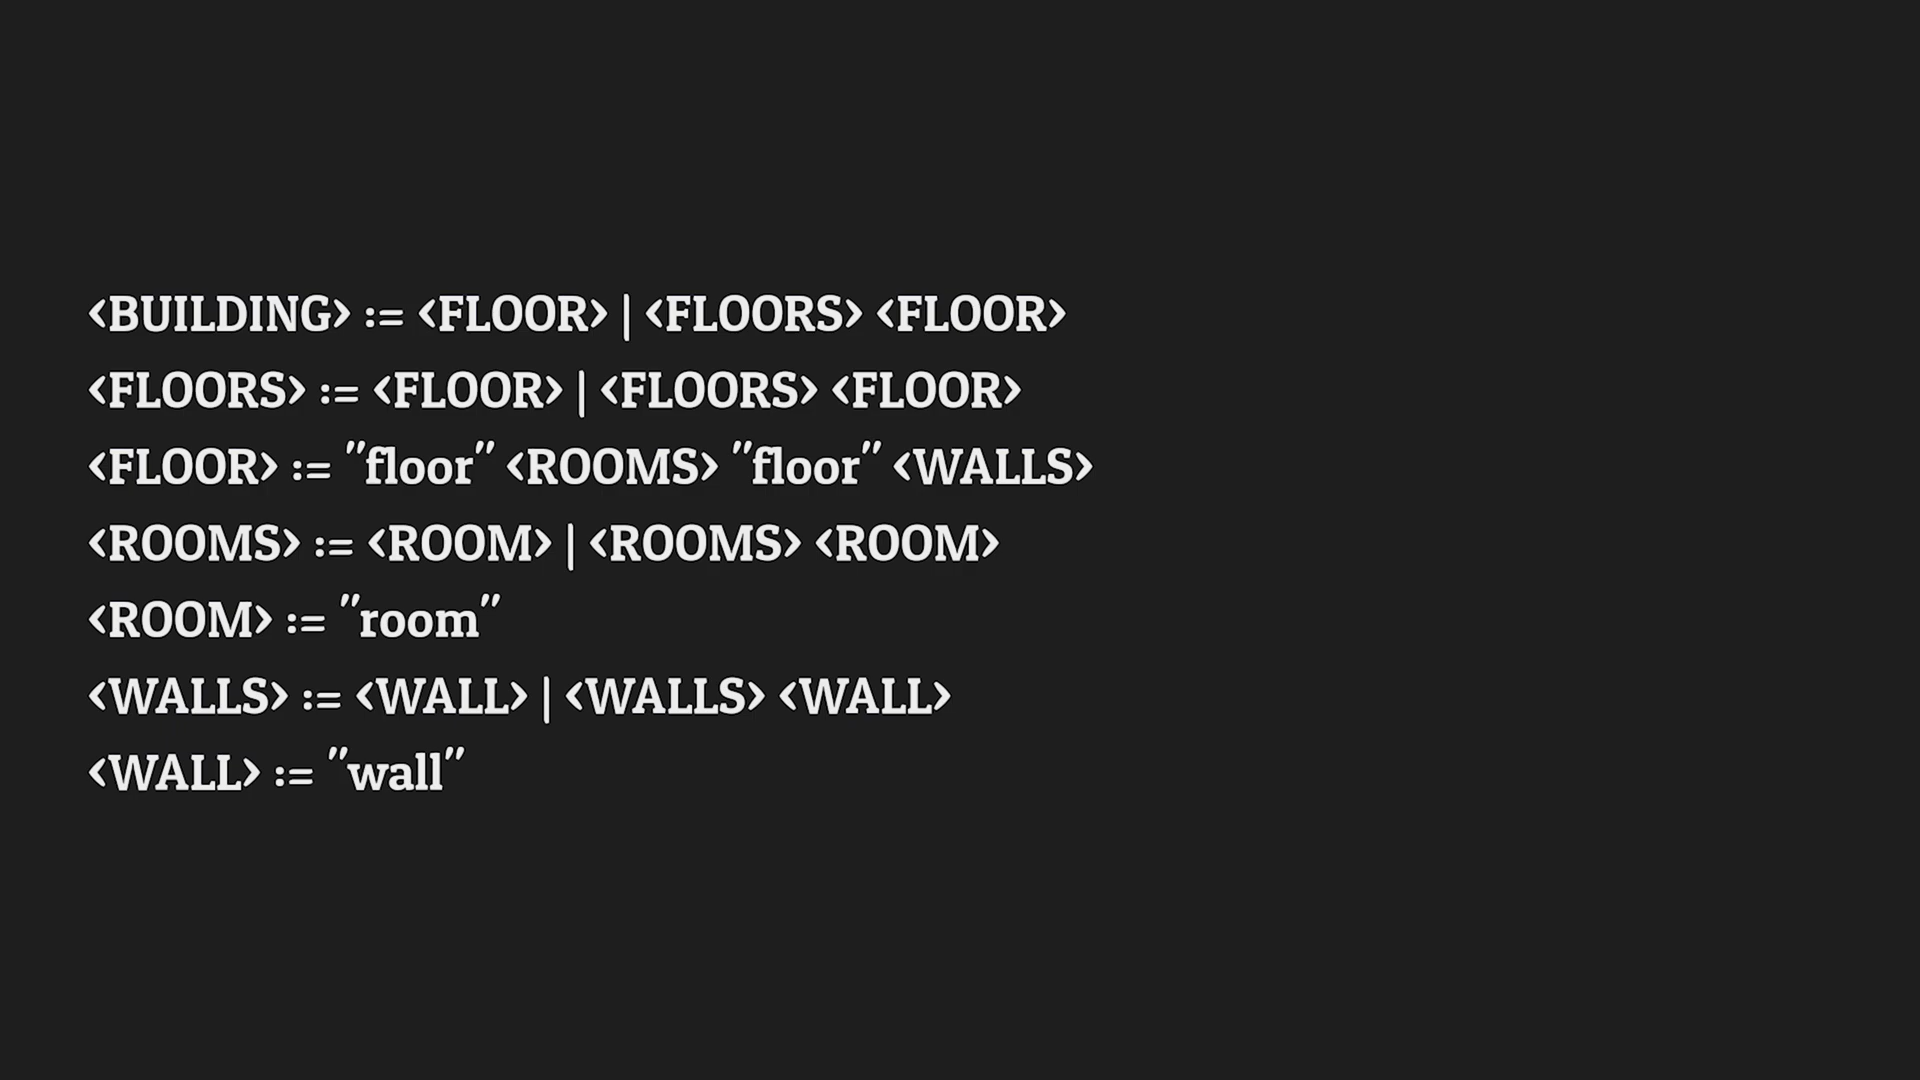 <BUILDING> := <FLOOR> | <FLOORS> <FLOOR>
<FLOORS> := <FLOOR> | <FLOORS> <FLOOR>
<FLOOR> := "floor" <ROOMS> "floor" <WALLS>
<ROOMS> := <ROOM> | <ROOMS> <ROOM>
<ROOM> := "room"
<WALLS> := <WALL> | <WALLS> <WALL>
<WALL> := "wall"